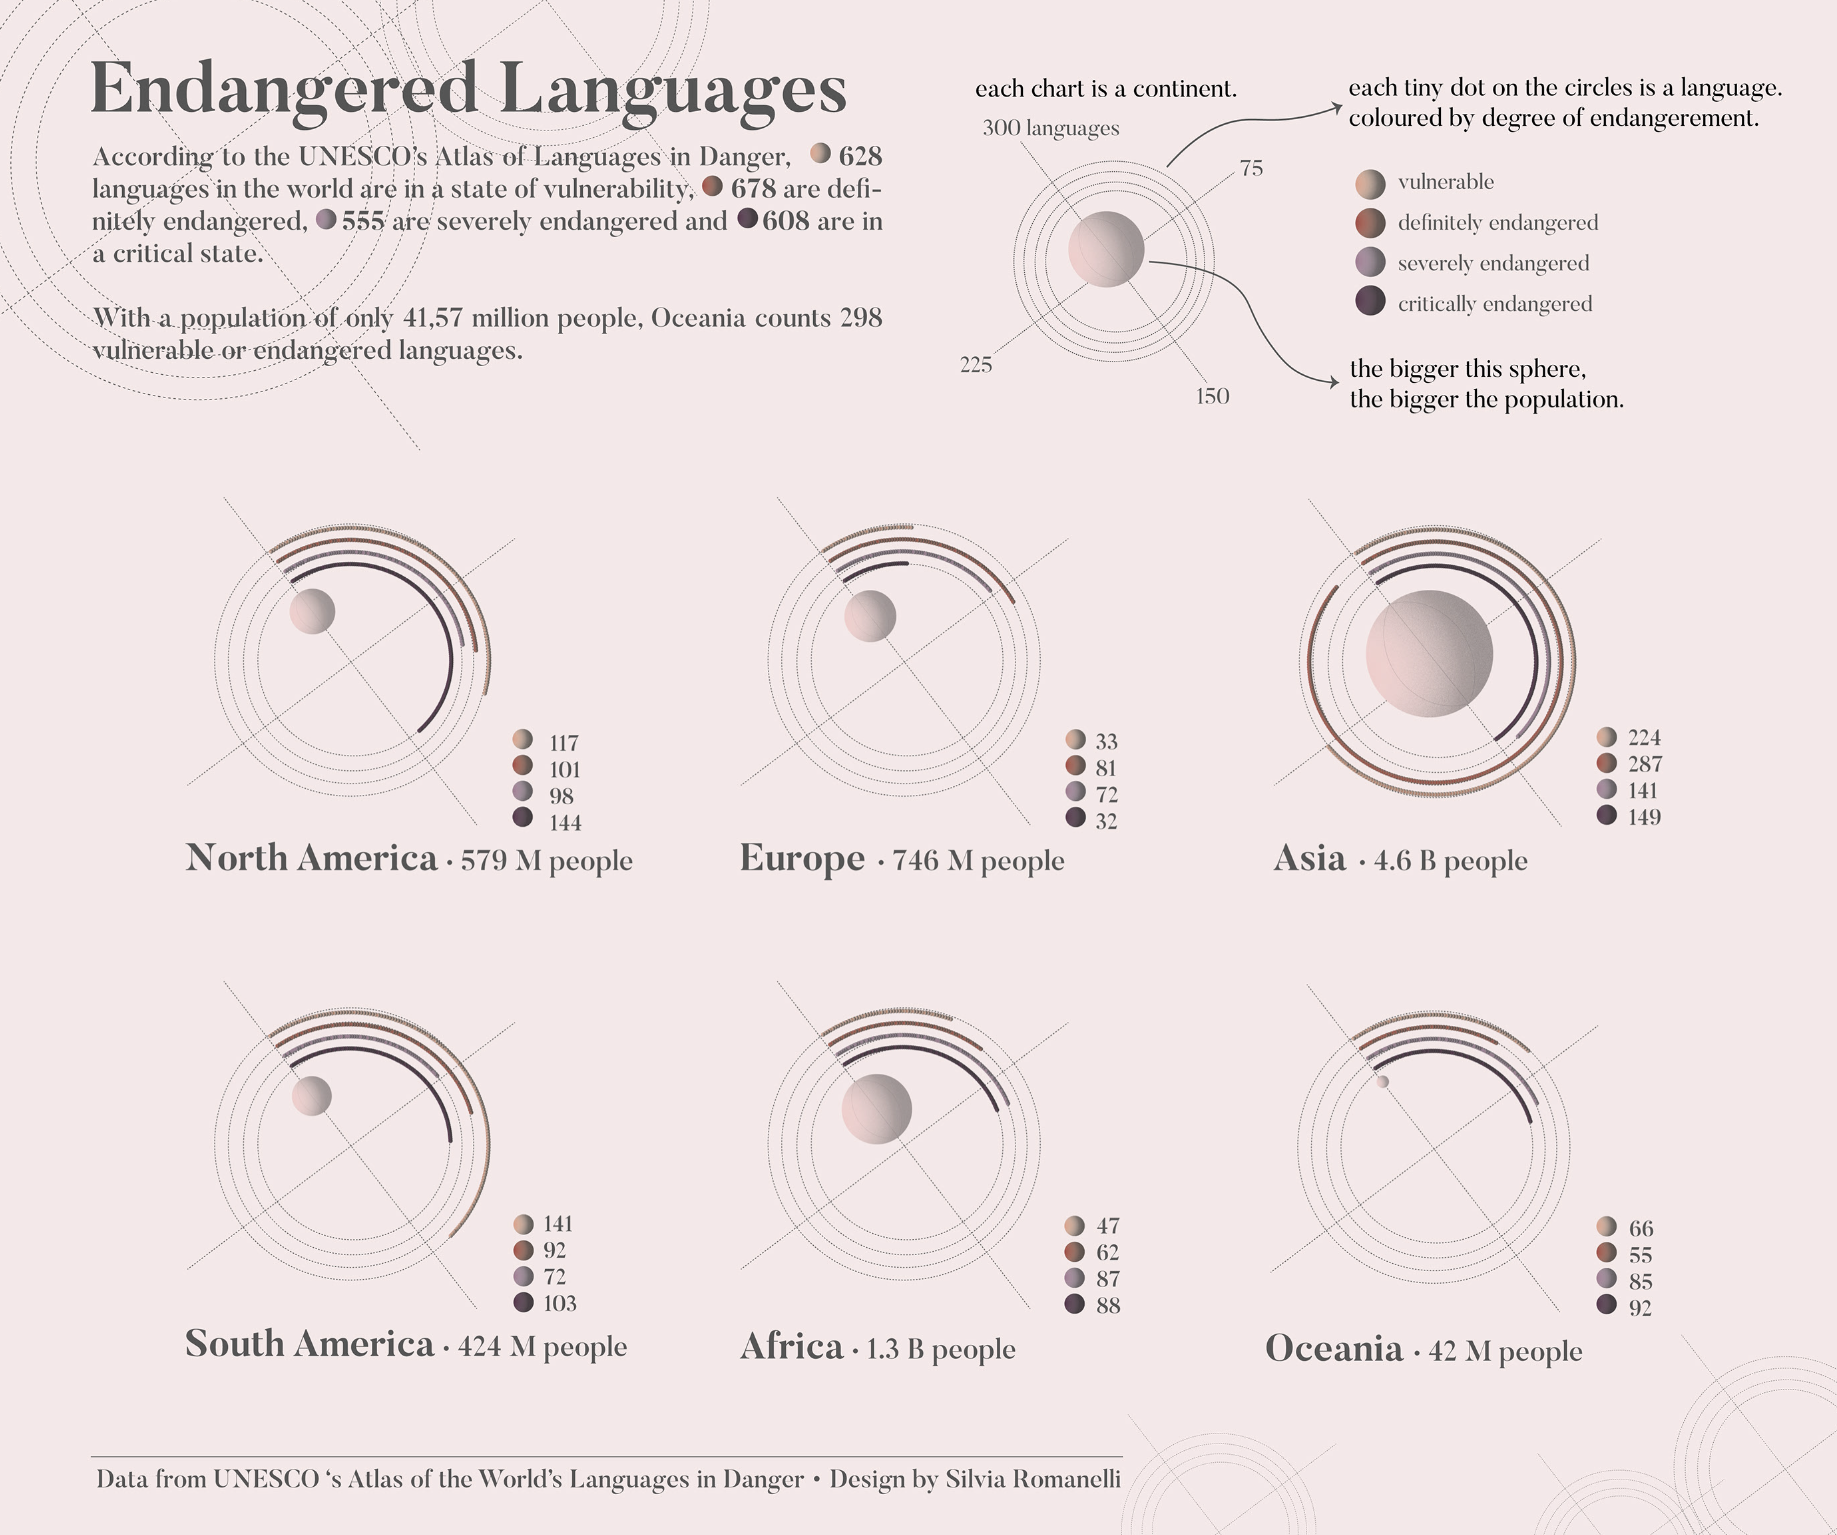 Endangered Languages
According to the UNESCO's Atlas of Languages in Danger, 628
languages in the world are in a state of vulnerability, 678 are defi-
nitely endangered, 555 are severely endangered and 608 are in
a critical state.
With a population of only 41,57 million people, Oceania counts 298
vulnerable or endangered languages.
each chart is a continent.
300 languages
75
150
225
each tiny dot on the circles is a language.
coloured by degree of endangerement.
vulnerable
definitely endangered
severely endangered
critically endangered
the bigger this sphere,
the bigger the population.
117
101
98
144
North America · 579 M people
33
81
72
32
Europe · 746 M people
224
287
141
149
Asia · 4.6 B people
141
92
72
103
South America · 424 M people
47
62
87
88
Africa · 1.3 B people
66
55
85
92
Oceania · 42 M people
Data from UNESCO ‘s Atlas of the World’s Languages in Danger • Design by Silvia Romanelli